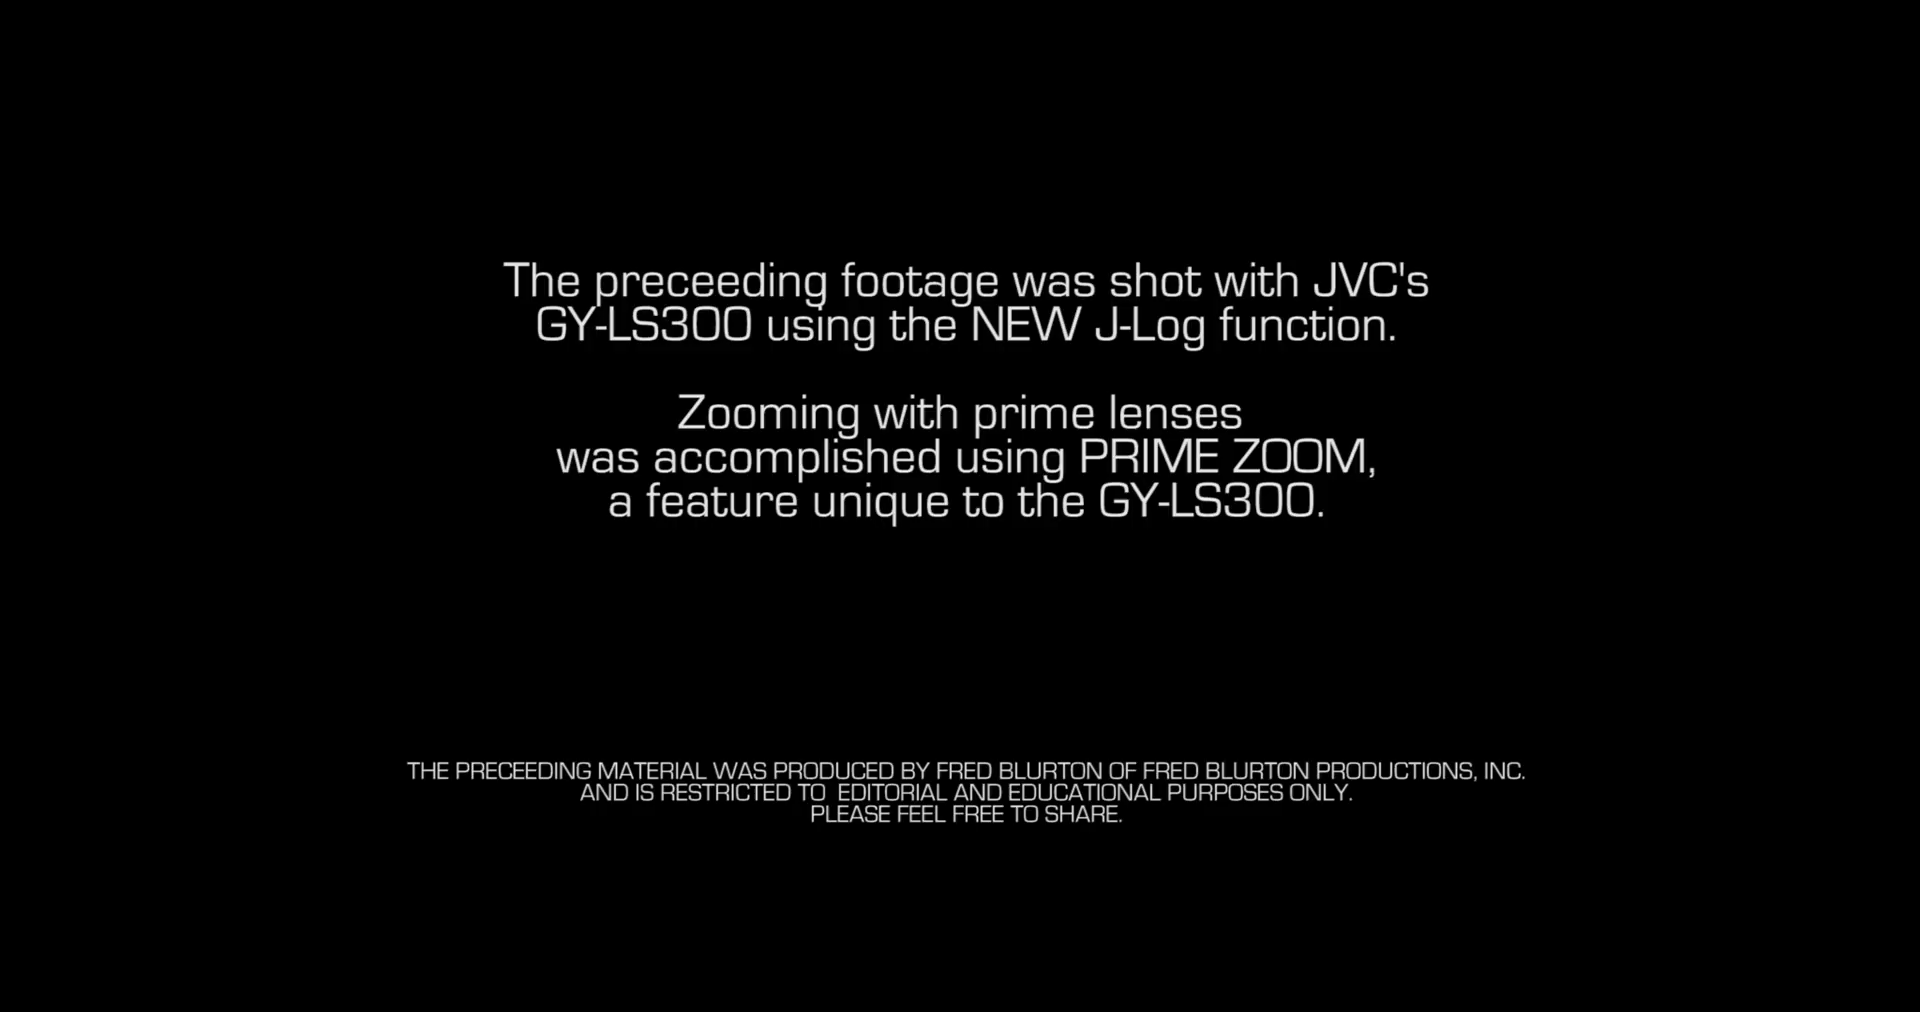 The preceeding footage was shot with JVC's
GY-LS300 using the NEW J-Log function.
Zooming with prime lenses
was accomplished using PRIME ZOOM,
a feature unique to the GY-LS300.
THE PRECEEDING MATERIAL WAS PRODUCED BY FRED BLURTON OF FRED BLURTON PRODUCTIONS, INC.
AND IS RESTRICTED TO  EDITORIAL AND EDUCATIONAL PURPOSES ONLY.
PLEASE FEEL FREE TO SHARE.